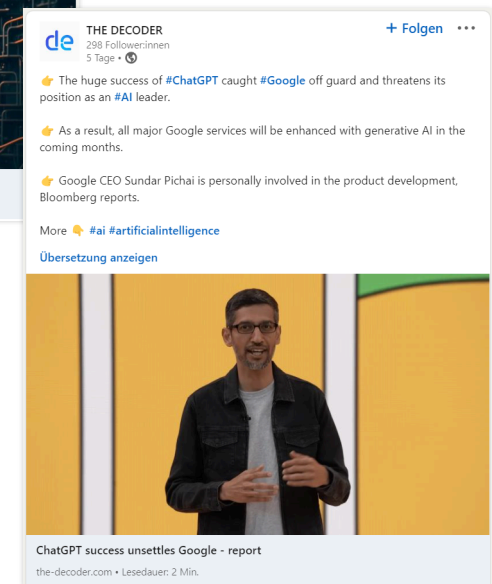 de
THE DECODER
+ Folgen
298 Follower:innen
5 Tage •
👉 The huge success of #ChatGPT caught #Google off guard and threatens its
position as an #AI leader.
👉 As a result, all major Google services will be enhanced with generative AI in the
coming months.
👉 Google CEO Sundar Pichai is personally involved in the product development,
Bloomberg reports.
More 👇 #ai #artificialintelligence
Übersetzung anzeigen
ChatGPT success unsettles Google - report
the-decoder.com • Lesedauer: 2 Min.